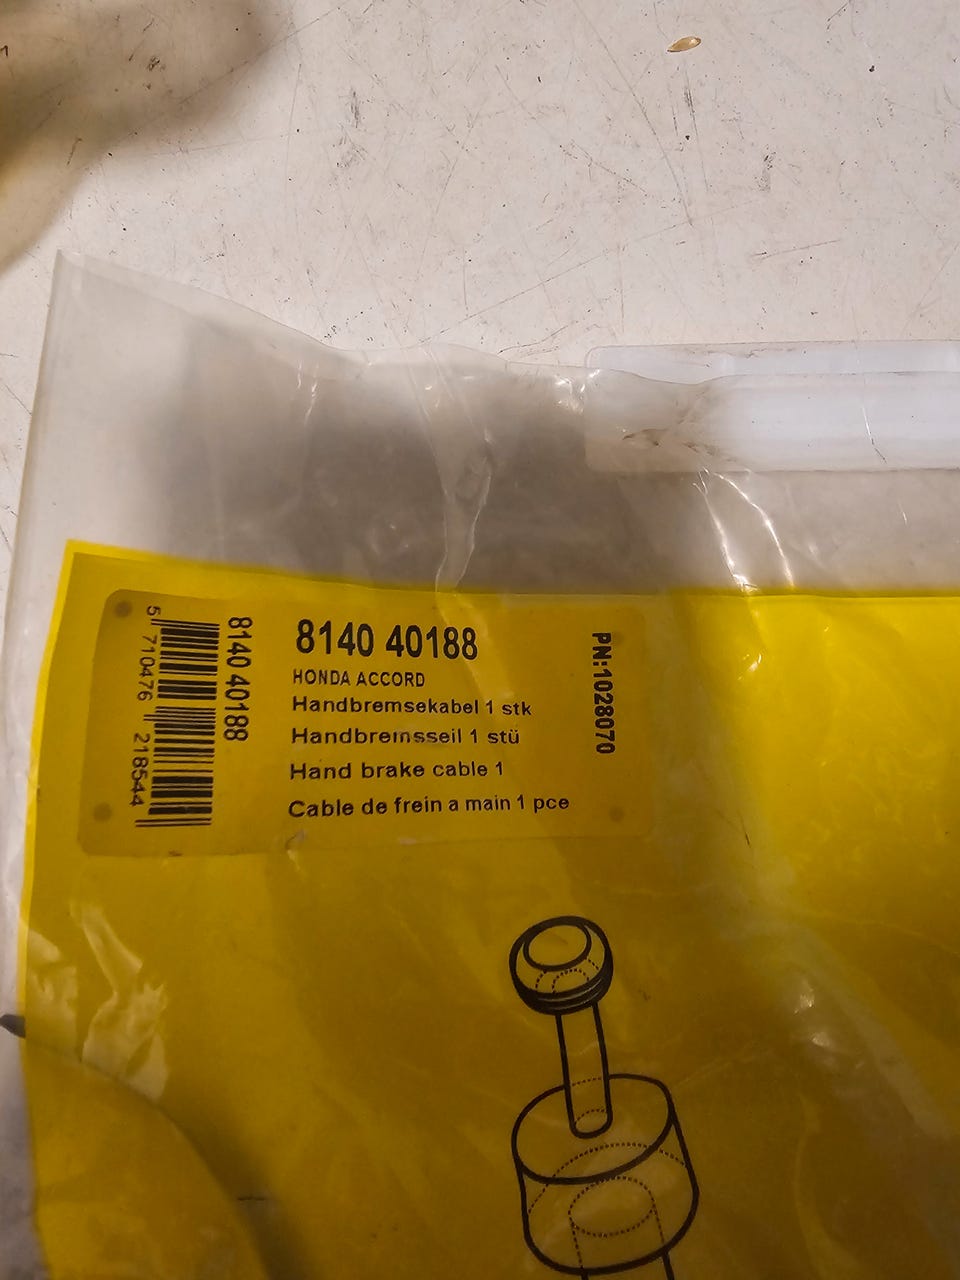 8140 40188
HONDA ACCORD
Handbremsekabel 1 stk
Handbremsseil 1 stü
Hand brake cable 1
Cable de frein a main 1 pce
PN:1028070
8140 40188
5 710476 218544